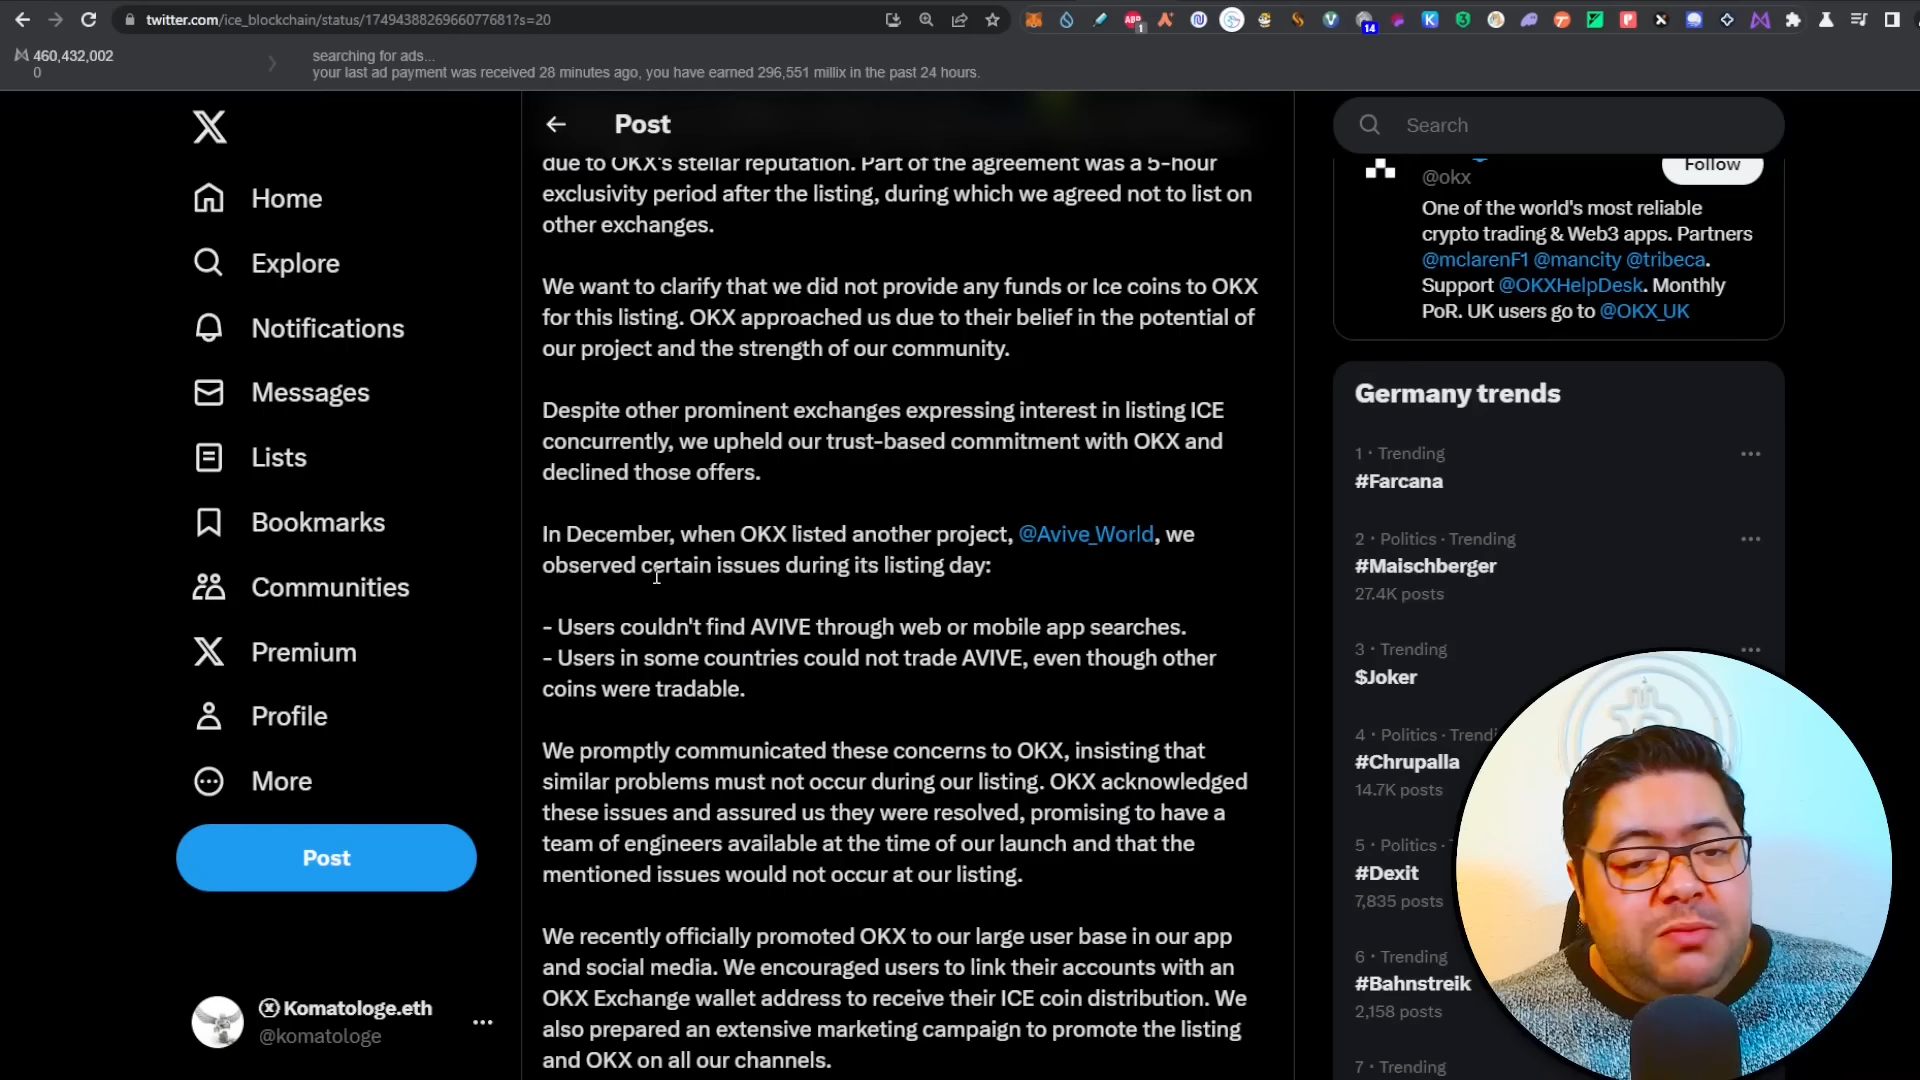 twitter.com/ice_blockchain/status/1749438826966077681?s=20
1
14
460,432,002
0
searching for ads...
your last ad payment was received 28 minutes ago, you have earned 296,551 millix in the past 24 hours.
Home
Explore
Notifications
Messages
Lists
Bookmarks
Communities
Premium
Profile
More
Post
Komatologe.eth
@komatologe
Post
due to OKX's stellar reputation. Part of the agreement was a 5-hour
exclusivity period after the listing, during which we agreed not to list on
other exchanges.
We want to clarify that we did not provide any funds or Ice coins to OKX
for this listing. OKX approached us due to their belief in the potential of
our project and the strength of our community.
Despite other prominent exchanges expressing interest in listing ICE
concurrently, we upheld our trust-based commitment with OKX and
declined those offers.
In December, when OKX listed another project, @Avive_World, we
observed certain issues during its listing day:
- Users couldn't find AVIVE through web or mobile app searches.
- Users in some countries could not trade AVIVE, even though other
coins were tradable.
We promptly communicated these concerns to OKX, insisting that
similar problems must not occur during our listing. OKX acknowledged
these issues and assured us they were resolved, promising to have a
team of engineers available at the time of our launch and that the
mentioned issues would not occur at our listing.
We recently officially promoted OKX to our large user base in our app
and social media. We encouraged users to link their accounts with an
OKX Exchange wallet address to receive their ICE coin distribution. We
also prepared an extensive marketing campaign to promote the listing
and OKX on all our channels.
Search
@okx
Follow
One of the world's most reliable
crypto trading & Web3 apps. Partners
@mclarenF1 @mancity @tribeca.
Support @OKXHelpDesk. Monthly
PoR. UK users go to @OKX_UK
Germany trends
1 · Trending
#Farcana
2 · Politics · Trending
#Maischberger
27.4K posts
3 · Trending
$Joker
4 · Politics · Trendi
#Chrupalla
14.7K posts
5 · Politics ·
#Dexit
7,835 posts
6 · Trending
#Bahnstreik
2,158 posts
7 · Trending